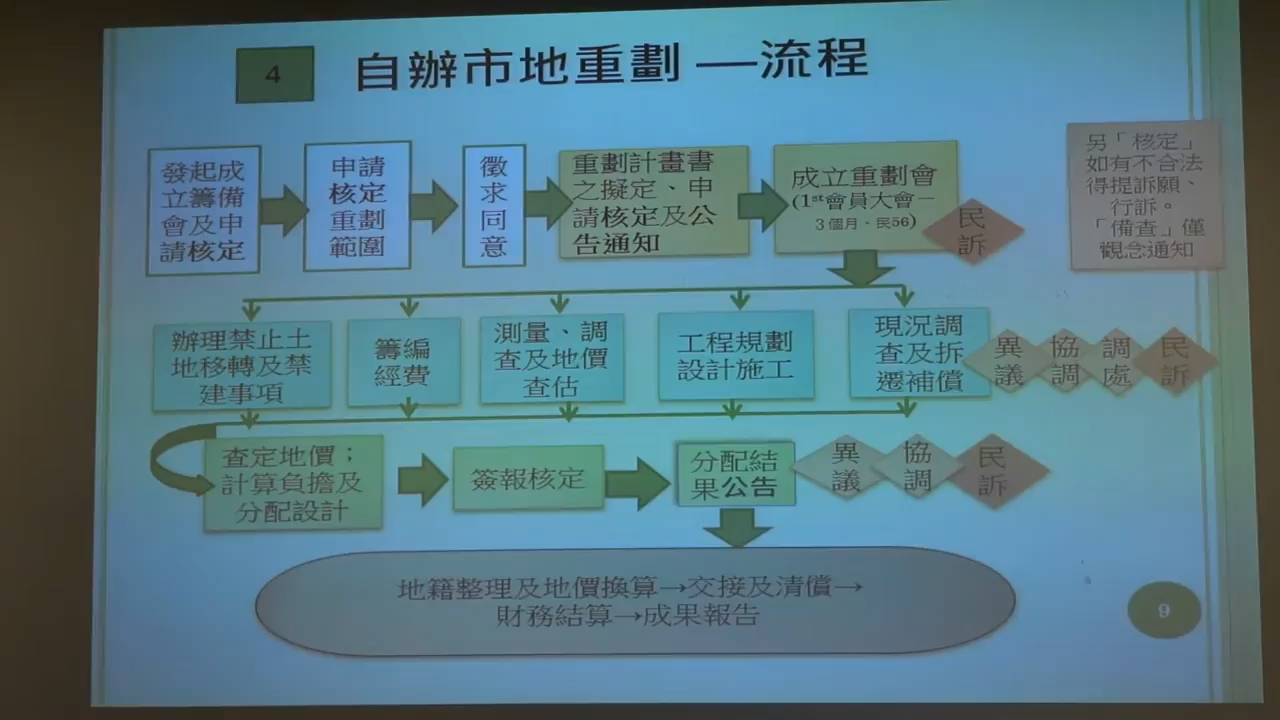 4
自辦市地重劃 —流程
發起成
立籌備
會及申
請核定
申請
核定
重劃
範圍
徵
求
同
意
重劃計畫書
之擬定、申
請核定及公
告通知
成立重劃會
(1st會員大會－
3個月、民56)
民
訴
另「核定」
如有不合法
得提訴願、
行訴。
「備查」僅
觀念通知
辦理禁止土
地移轉及禁
建事項
籌編
經費
測量、調
查及地價
查估
工程規劃
設計施工
現況調
查及拆
遷補償
異
議
協
調
調
處
民
訴
查定地價；
計算負擔及
分配設計
簽報核定
分配結
果公告
異
議
協
調
民
訴
地籍整理及地價換算→交接及清償→
財務結算→成果報告
9